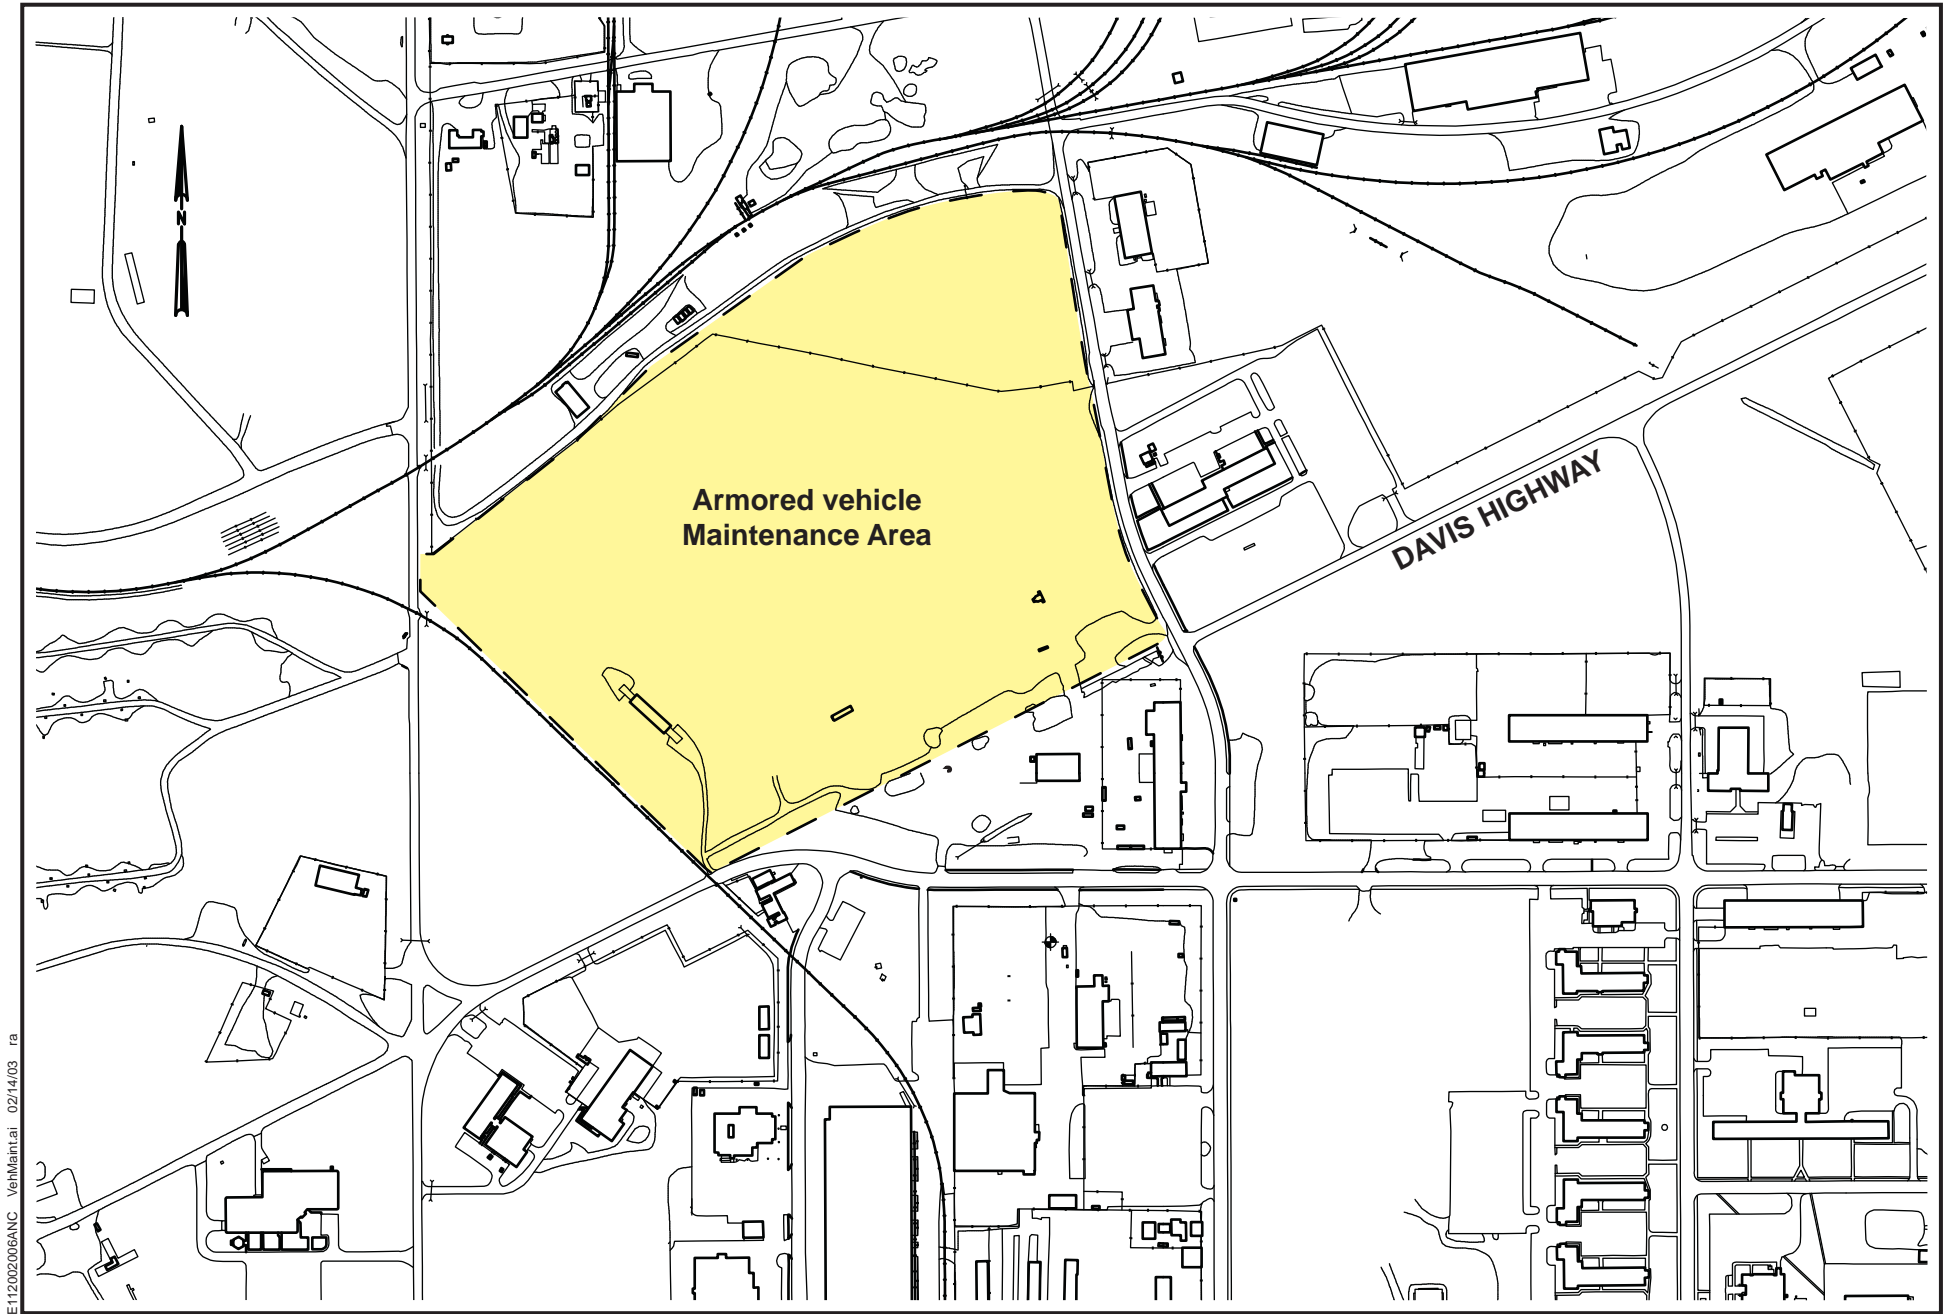 N
Armored vehicle
Maintenance Area
DAVIS HIGHWAY
E112002006ANC VehMaint.ai 02/14/03 ra